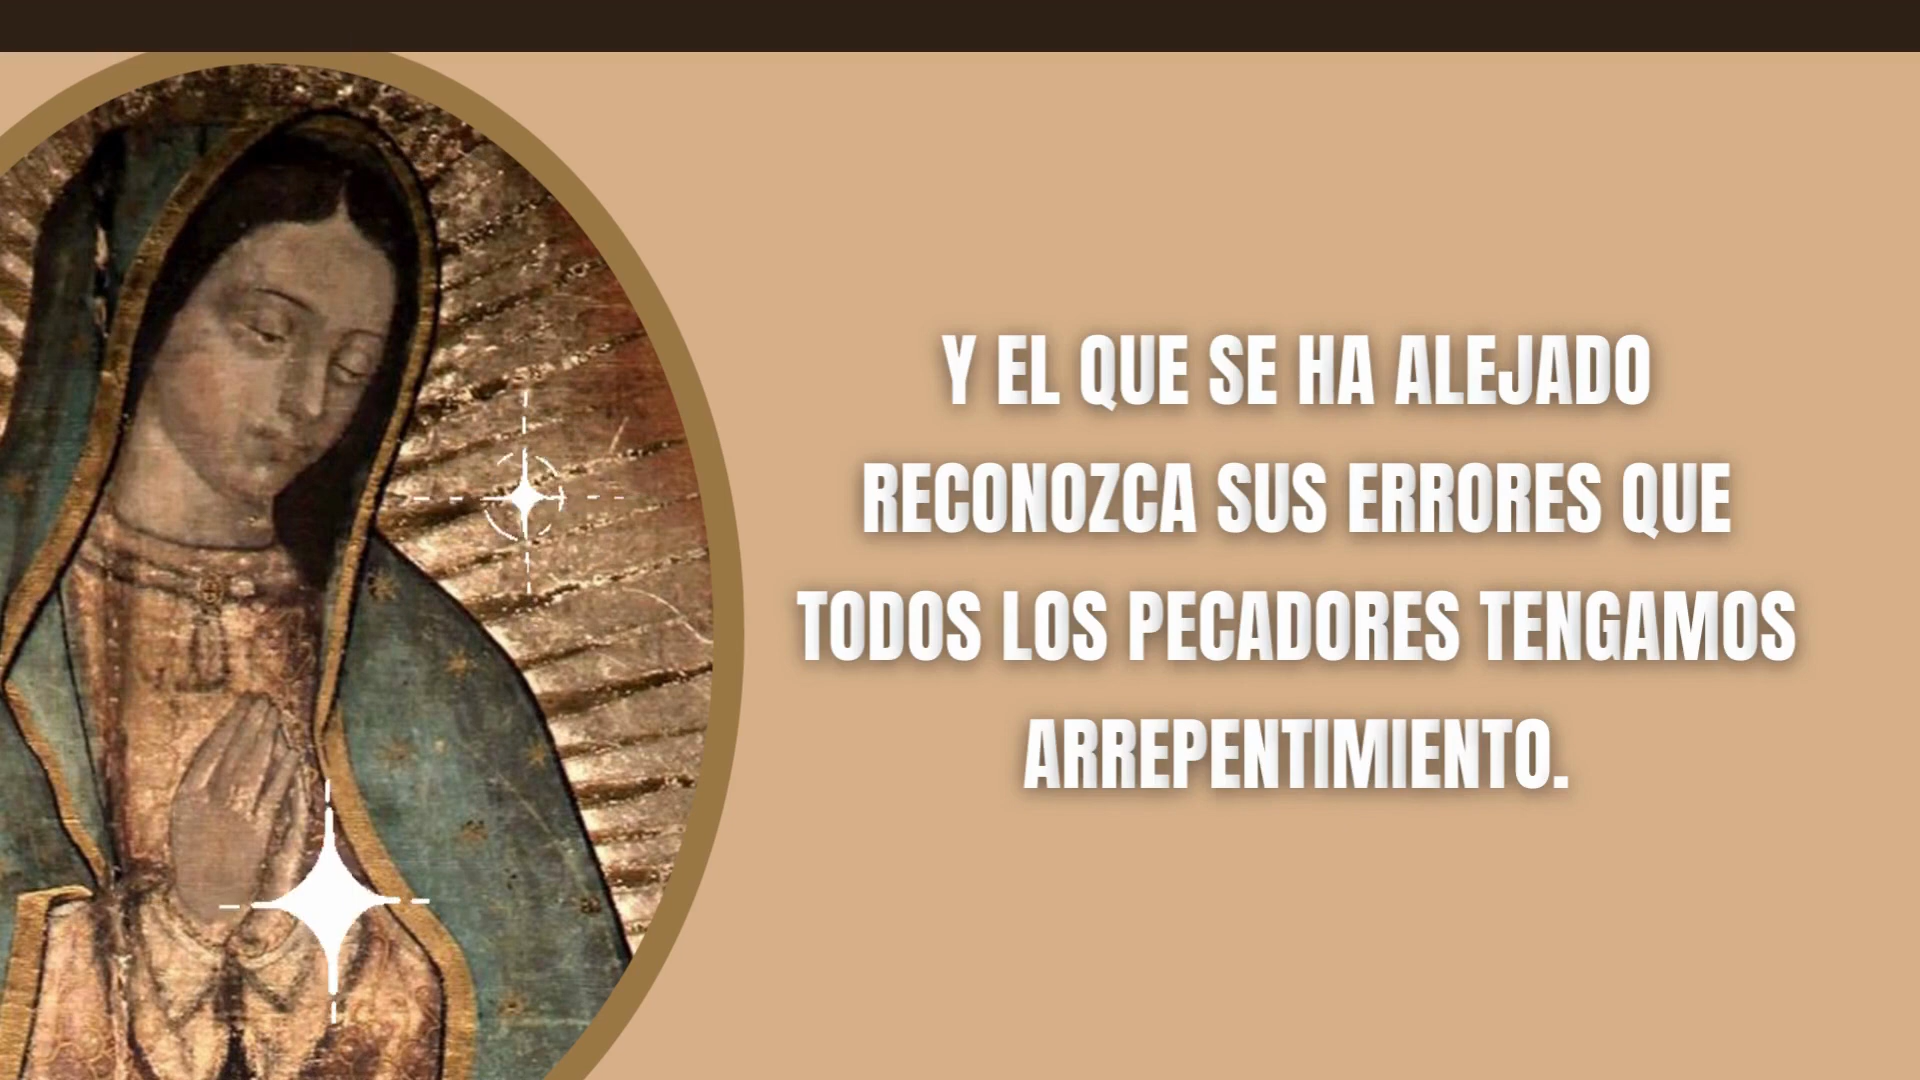 Y EL QUE SE HA ALEJADO
RECONOZCA SUS ERRORES QUE
TODOS LOS PECADORES TENGAMOS
ARREPENTIMIENTO.